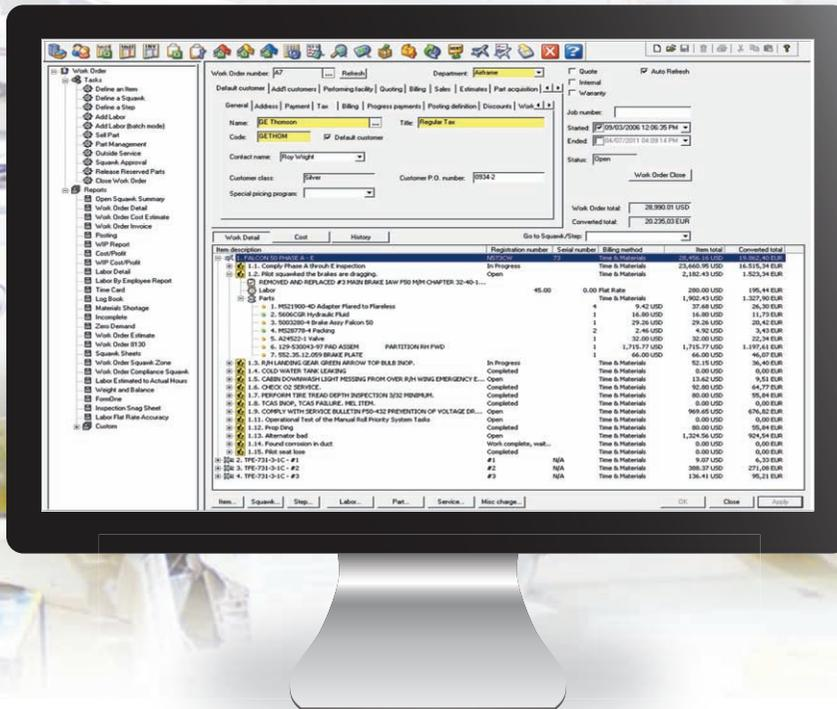 Work Order
Tasks
Define an Item
Define a Squawk
Define a Step
Add Labor
Add Labor (batch mode)
Sell Part
Part Management
Outside Service
Squawk Approval
Release Reserved Parts
Close Work Order
Reports
Open Squawk Summary
Work Order Detail
Work Order Cost Estimate
Work Order Invoice
Posting
WIP Report
Cost/Profit
WIP Cost/Profit
Labor Detail
Labor By Employee Report
Time Card
Log Book
Materials Shortage
Incomplete
Zero Demand
Work Order Estimate
Work Order 8130
Squawk Sheets
Work Order Squawk Zone
Work Order Compliance Squawk
Labor Estimated to Actual Hours
Weight and Balance
FormOne
Inspection Snag Sheet
Labor Flat Rate Accuracy
Custom
Work Order number: A7 ... Refresh Department: Airframe
Default customer Addl customers Performing facility Quoting Billing Sales Estimates Part acquisition
General Address Payment Tax Billing Progress payments Posting definition Discounts Work
Name: GE Thomson ... Title: Regular Tax
Code: GETHOM Default customer
Contact name: Roy Wright
Customer class: Silver Customer P.O. number: 0934-2
Special pricing program:
Quote Auto Refresh
Internal
Warranty
Job number:
Started: 09/03/2006 12:06:35 PM
Ended: 04/07/2011 04:09:14 PM
Status: Open
Work Order Close
Work Order total: 28,990.01 USD
Converted total: 20.235,03 EUR
Work Detail Cost History Go to Squawk/Step:
Item description Registration number Serial number Billing method Item total Converted total
1. FALCON 50 PHASE A - E N573CW 73 Time & Materials 28,456.16 USD 19.862,40 EUR
1.1. Comply Phase A through E inspection In Progress Time & Materials 23,660.95 USD 16.515,34 EUR
1.2. Pilot squawked the brakes are dragging. Open Time & Materials 2,182.43 USD 1.523,34 EUR
REMOVED AND REPLACED #3 MAIN BRAKE IAW F50 M/M CHAPTER 32-40-1...
Labor 45.00 0.00 Flat Rate 280.00 USD 195,44 EUR
Parts Time & Materials 1,902.43 USD 1.327,90 EUR
1. MS21900-4D Adapter Flared to Flareless 4 9.42 USD 37.68 USD 26,30 EUR
2. 5606CGR Hydraulic Fluid 1 16.80 USD 16.80 USD 11,73 EUR
3. 5003280-4 Brake Assy Falcon 50 1 29.26 USD 29.26 USD 20,42 EUR
4. MS28778-4 Packing 2 2.46 USD 4.92 USD 3,43 EUR
5. A24522-1 Valve 1 32.00 USD 32.00 USD 22,34 EUR
6. 129-530043-97 PAD ASSEM PARTITION RH FWD 1 1,715.77 USD 1,715.77 USD 1.197,61 EUR
7. 552.35.12.059 BRAKE PLATE 1 66.00 USD 66.00 USD 46,07 EUR
1.3. R/H LANDING GEAR GREEN ARROW TOP BULB INOP. In Progress Time & Materials 52.15 USD 36,40 EUR
1.4. COLD WATER TANK LEAKING Completed Time & Materials 0.00 USD 0,00 EUR
1.5. CABIN DOWNWASH LIGHT MISSING FROM OVER R/H WING EMERGENCY E... Open Time & Materials 13.62 USD 9,51 EUR
1.6. CHECK O2 SERVICE. Completed Time & Materials 92.80 USD 64,77 EUR
1.7. PERFORM TIRE TREAD DEPTH INSPECTION 3/32 MINIMUM. Completed Time & Materials 80.00 USD 55,84 EUR
1.8. TCAS INOP, TCAS FAILURE. MEL ITEM. Completed Time & Materials 0.00 USD 0,00 EUR
1.9. COMPLY WITH SERVICE BULLETIN F50-432 PREVENTION OF VOLTAGE DR... Open Time & Materials 969.65 USD 676,82 EUR
1.11. Operational Test of the Manual Roll Priority System Tasks Open Time & Materials 0.00 USD 0,00 EUR
1.12. Prop Ding Completed Time & Materials 80.00 USD 55,84 EUR
1.13. Alternator bad Open Time & Materials 1,324.56 USD 924,54 EUR
1.14. Found corrosion in duct Work complete, wait... Time & Materials 0.00 USD 0,00 EUR
1.15. Pilot seat lose Completed Time & Materials 0.00 USD 0,00 EUR
2. TFE-731-3-1C - #1 #1 N/A Time & Materials 9.07 USD 6,33 EUR
3. TFE-731-3-1C - #2 #2 N/A Time & Materials 388.37 USD 271,08 EUR
4. TFE-731-3-1C - #3 #3 N/A Time & Materials 136.41 USD 95,21 EUR
Item... Squawk... Step... Labor... Part... Service... Misc charge... OK Close Apply